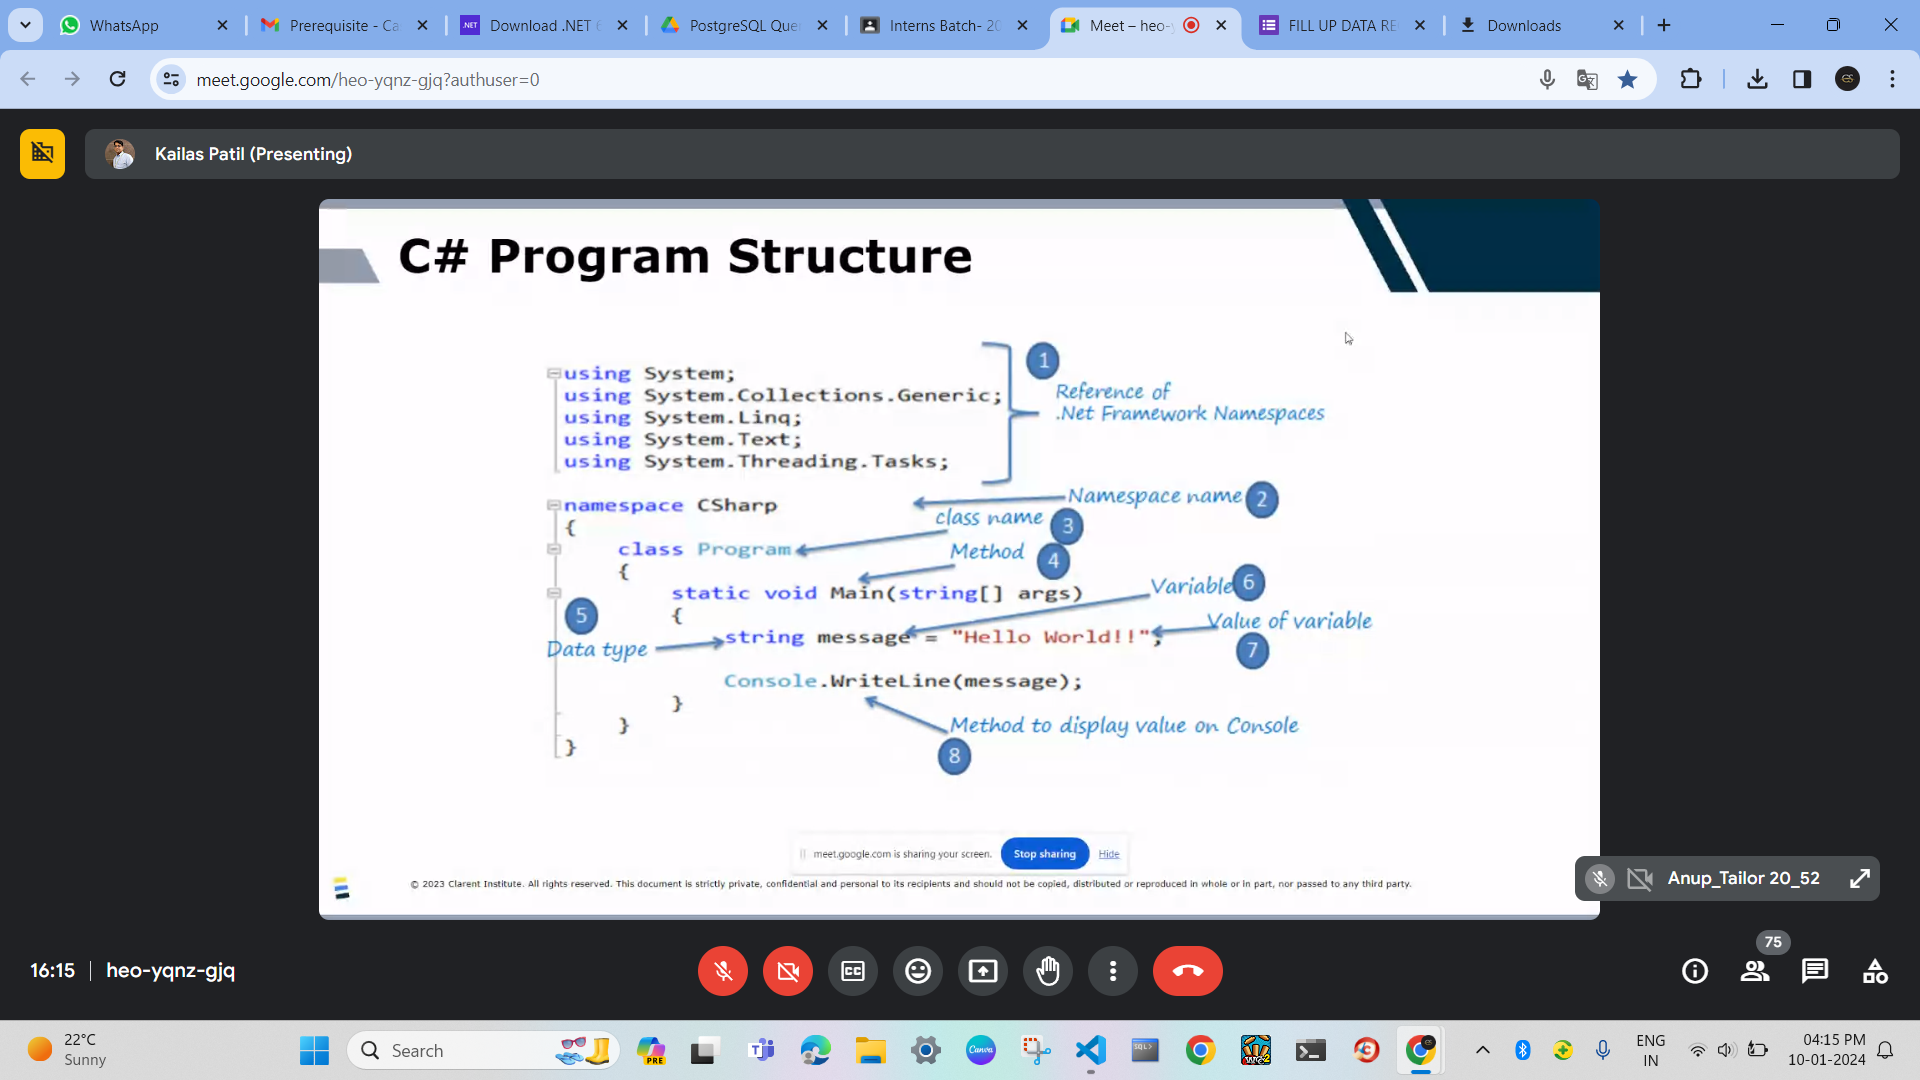 WhatsApp
Prerequisite - Ca
.NET
Download .NET 6
PostgreSQL Que
Interns Batch- 20
Meet – heo-y
FILL UP DATA RE
Downloads
meet.google.com/heo-yqnz-gjq?authuser=0
Kailas Patil (Presenting)
C# Program Structure
using System;
using System.Collections.Generic;
using System.Linq;
using System.Text;
using System.Threading.Tasks;
1
Reference of
.Net Framework Namespaces
namespace CSharp
Namespace name 2
{
class name 3
class Program
Method 4
{
static void Main(string[] args)
Variable 6
{
5
Data type
string message = "Hello World!!";
Value of variable
7
Console.WriteLine(message);
}
}
Method to display value on Console
8
}
meet.google.com is sharing your screen. Stop sharing Hide
© 2023 Clarent Institute. All rights reserved. This document is strictly private, confidential and personal to its recipients and should not be copied, distributed or reproduced in whole or in part, nor passed to any third party.
Anup_Tailor 20_52
16:15 | heo-yqnz-gjq
CC
75
22°C
Sunny
Search
PRE
Canva
SQL
ENG
IN
04:15 PM
10-01-2024